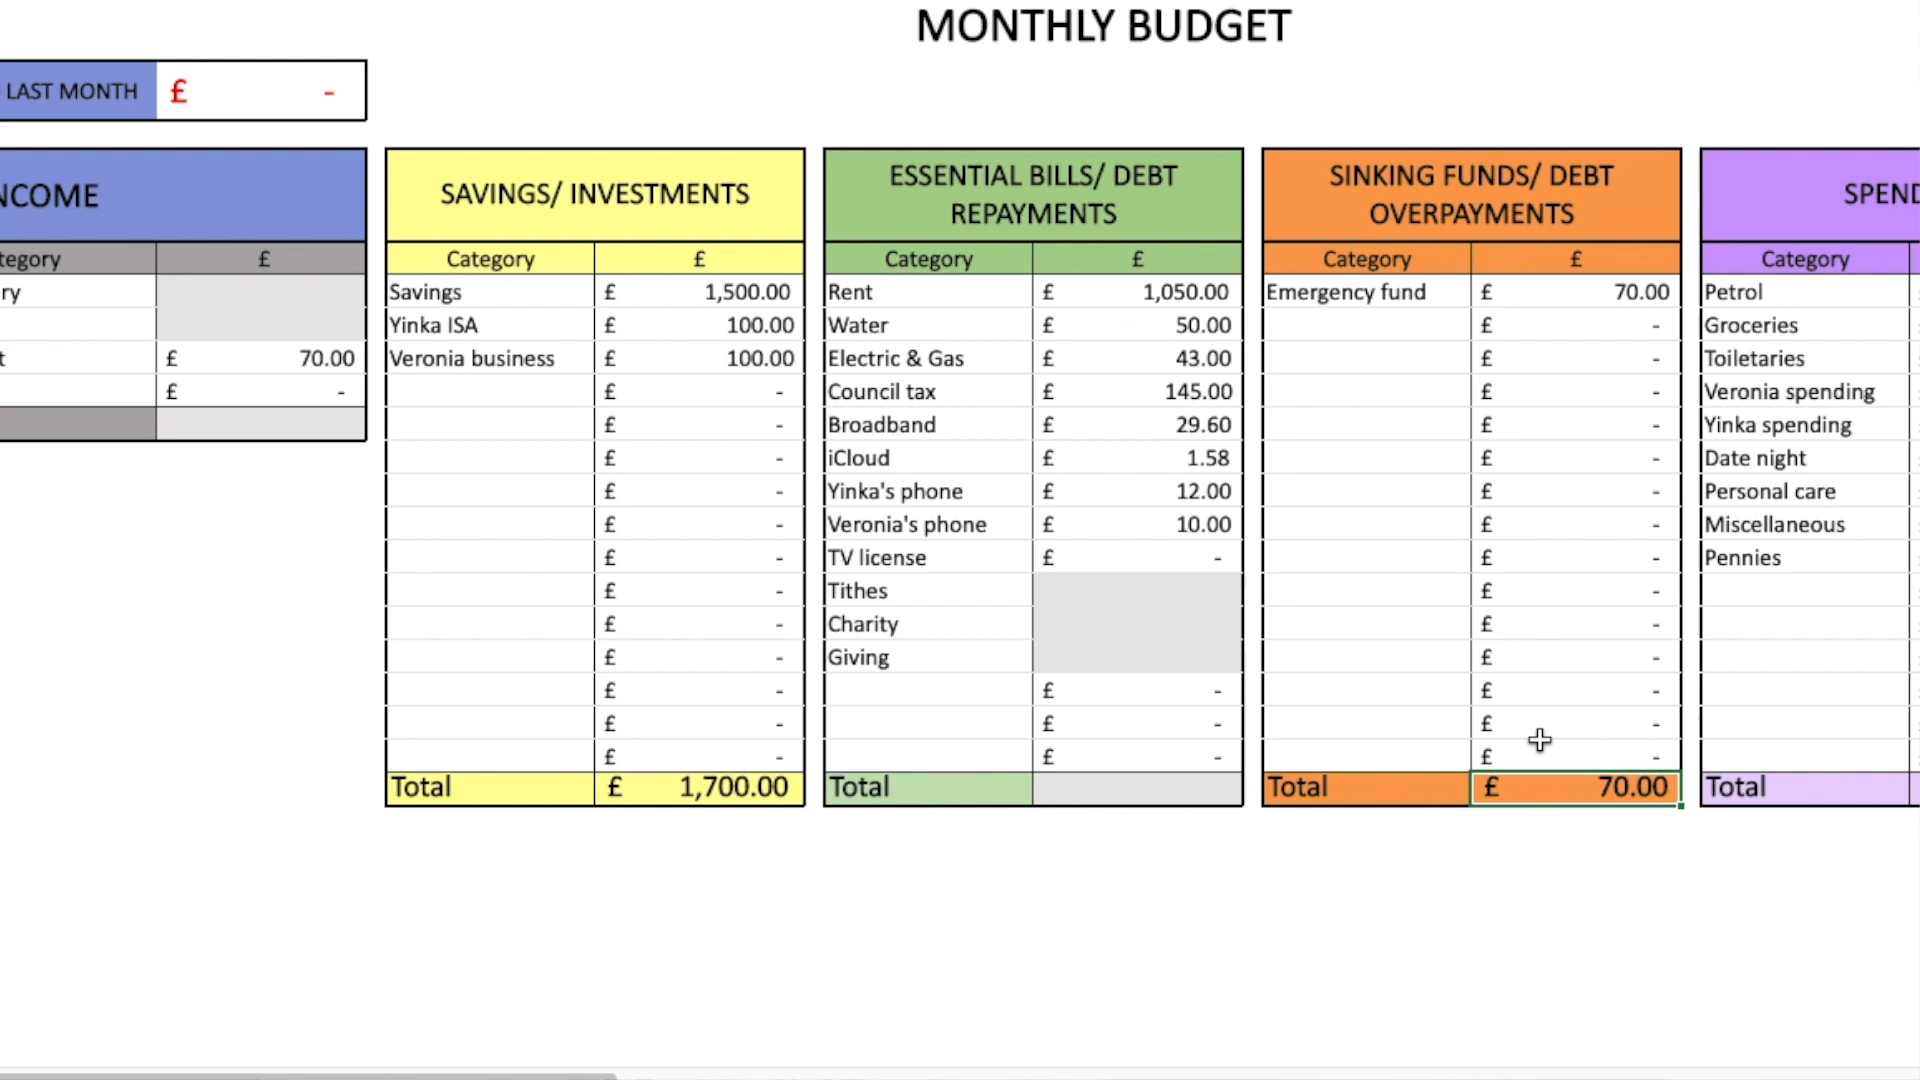 MONTHLY BUDGET
LAST MONTH £ -
NCOME
tegory £
ry
t £ 70.00
£ -
SAVINGS/ INVESTMENTS
Category £
Savings £ 1,500.00
Yinka ISA £ 100.00
Veronia business £ 100.00
£ -
£ -
£ -
£ -
£ -
£ -
£ -
£ -
£ -
£ -
£ -
£ -
Total £ 1,700.00
ESSENTIAL BILLS/ DEBT
REPAYMENTS
Category £
Rent £ 1,050.00
Water £ 50.00
Electric & Gas £ 43.00
Council tax £ 145.00
Broadband £ 29.60
iCloud £ 1.58
Yinka's phone £ 12.00
Veronia's phone £ 10.00
TV license £ -
Tithes
Charity
Giving
£ -
£ -
£ -
Total
SINKING FUNDS/ DEBT
OVERPAYMENTS
Category £
Emergency fund £ 70.00
£ -
£ -
£ -
£ -
£ -
£ -
£ -
£ -
£ -
£ -
£ -
£ -
£ -
£ -
Total £ 70.00
SPEND
Category
Petrol
Groceries
Toiletaries
Veronia spending
Yinka spending
Date night
Personal care
Miscellaneous
Pennies
Total